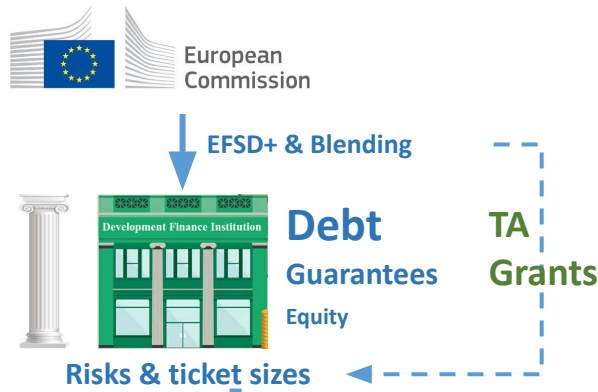 European
Commission
EFSD+ & Blending
Development Finance Institution
Debt
Guarantees
Equity
TA
Grants
Risks & ticket sizes